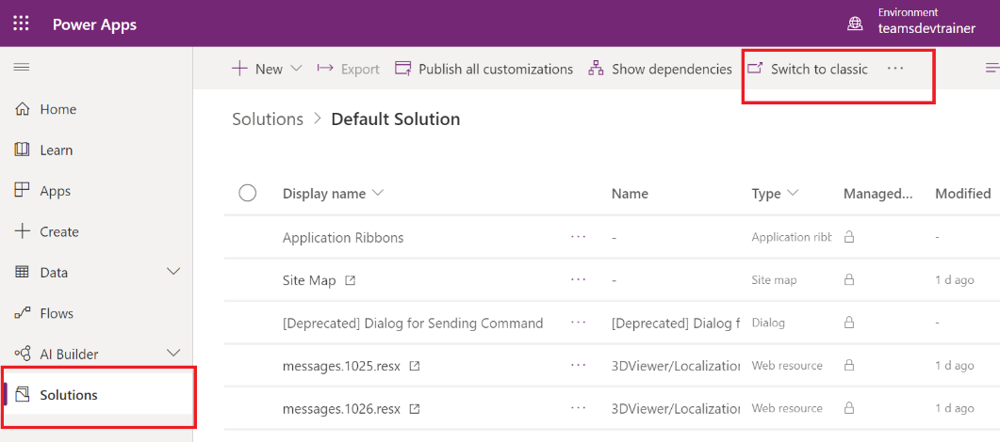 Power Apps
Environment
teamsdevtrainer
New
Export
Publish all customizations
Show dependencies
Switch to classic
Home
Learn
Apps
Create
Data
Flows
AI Builder
Solutions
Solutions > Default Solution
Display name Name Type Managed... Modified
Application Ribbons ... - Application ribb -
Site Map ... - Site map 1 d ago
[Deprecated] Dialog for Sending Command ... [Deprecated] Dialog f Dialog -
messages.1025.resx ... 3DViewer/Localization Web resource 1 d ago
messages.1026.resx ... 3DViewer/Localization Web resource 1 d ago